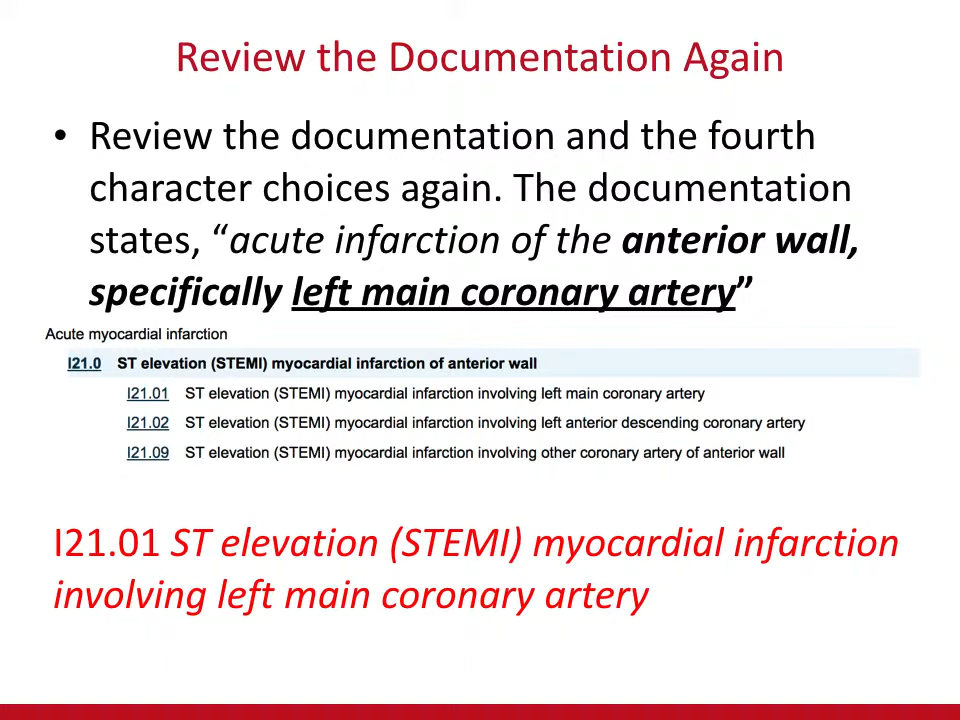 Review the Documentation Again
• Review the documentation and the fourth
character choices again. The documentation
states, “acute infarction of the anterior wall,
specifically left main coronary artery”
Acute myocardial infarction
I21.0 ST elevation (STEMI) myocardial infarction of anterior wall
I21.01 ST elevation (STEMI) myocardial infarction involving left main coronary artery
I21.02 ST elevation (STEMI) myocardial infarction involving left anterior descending coronary artery
I21.09 ST elevation (STEMI) myocardial infarction involving other coronary artery of anterior wall
I21.01 ST elevation (STEMI) myocardial infarction
involving left main coronary artery